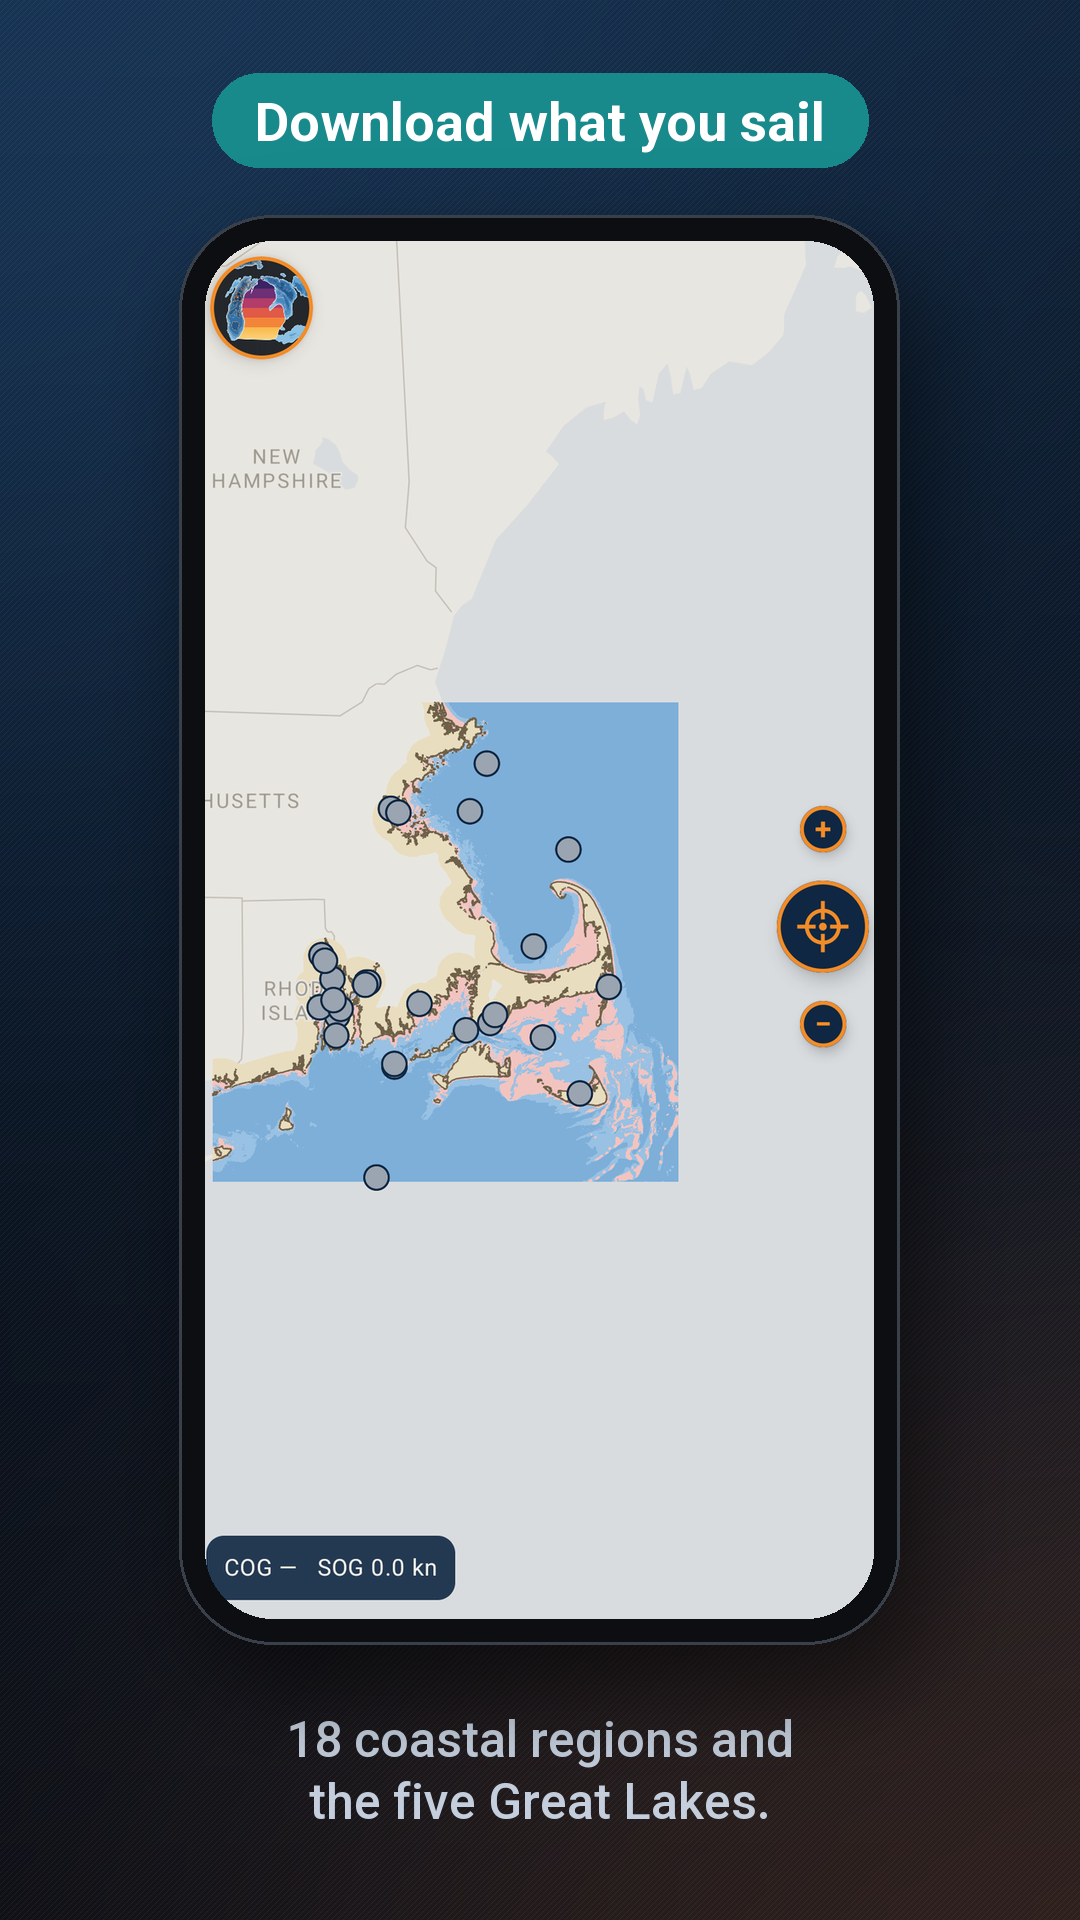 Download what you sail
NEW
HAMPSHIRE
HUSETTS
RHO
ISLA
COG — SOG 0.0 kn
18 coastal regions and
the five Great Lakes.